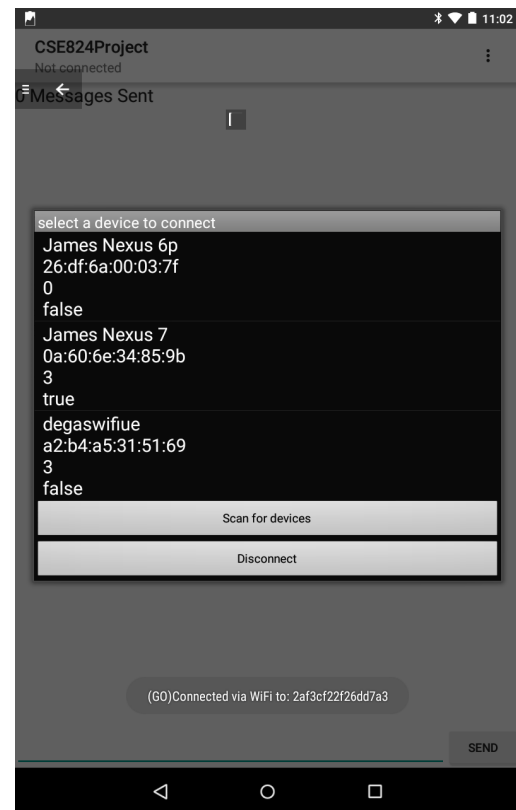 11:02
CSE824Project
Not connected
0 Messages Sent
select a device to connect
James Nexus 6p
26:df:6a:00:03:7f
0
false
James Nexus 7
0a:60:6e:34:85:9b
3
true
degaswifiue
a2:b4:a5:31:51:69
3
false
Scan for devices
Disconnect
(GO)Connected via WiFi to: 2af3cf22f26dd7a3
SEND